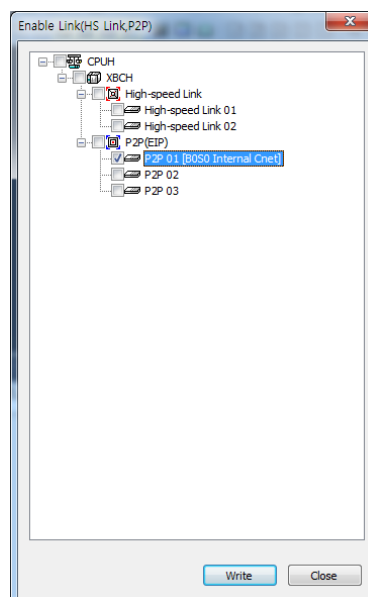 Enable Link(HS Link,P2P)
CPUH
XBCH
High-speed Link
High-speed Link 01
High-speed Link 02
P2P(EIP)
P2P 01 [B0S0 Internal Cnet]
P2P 02
P2P 03
Write Close